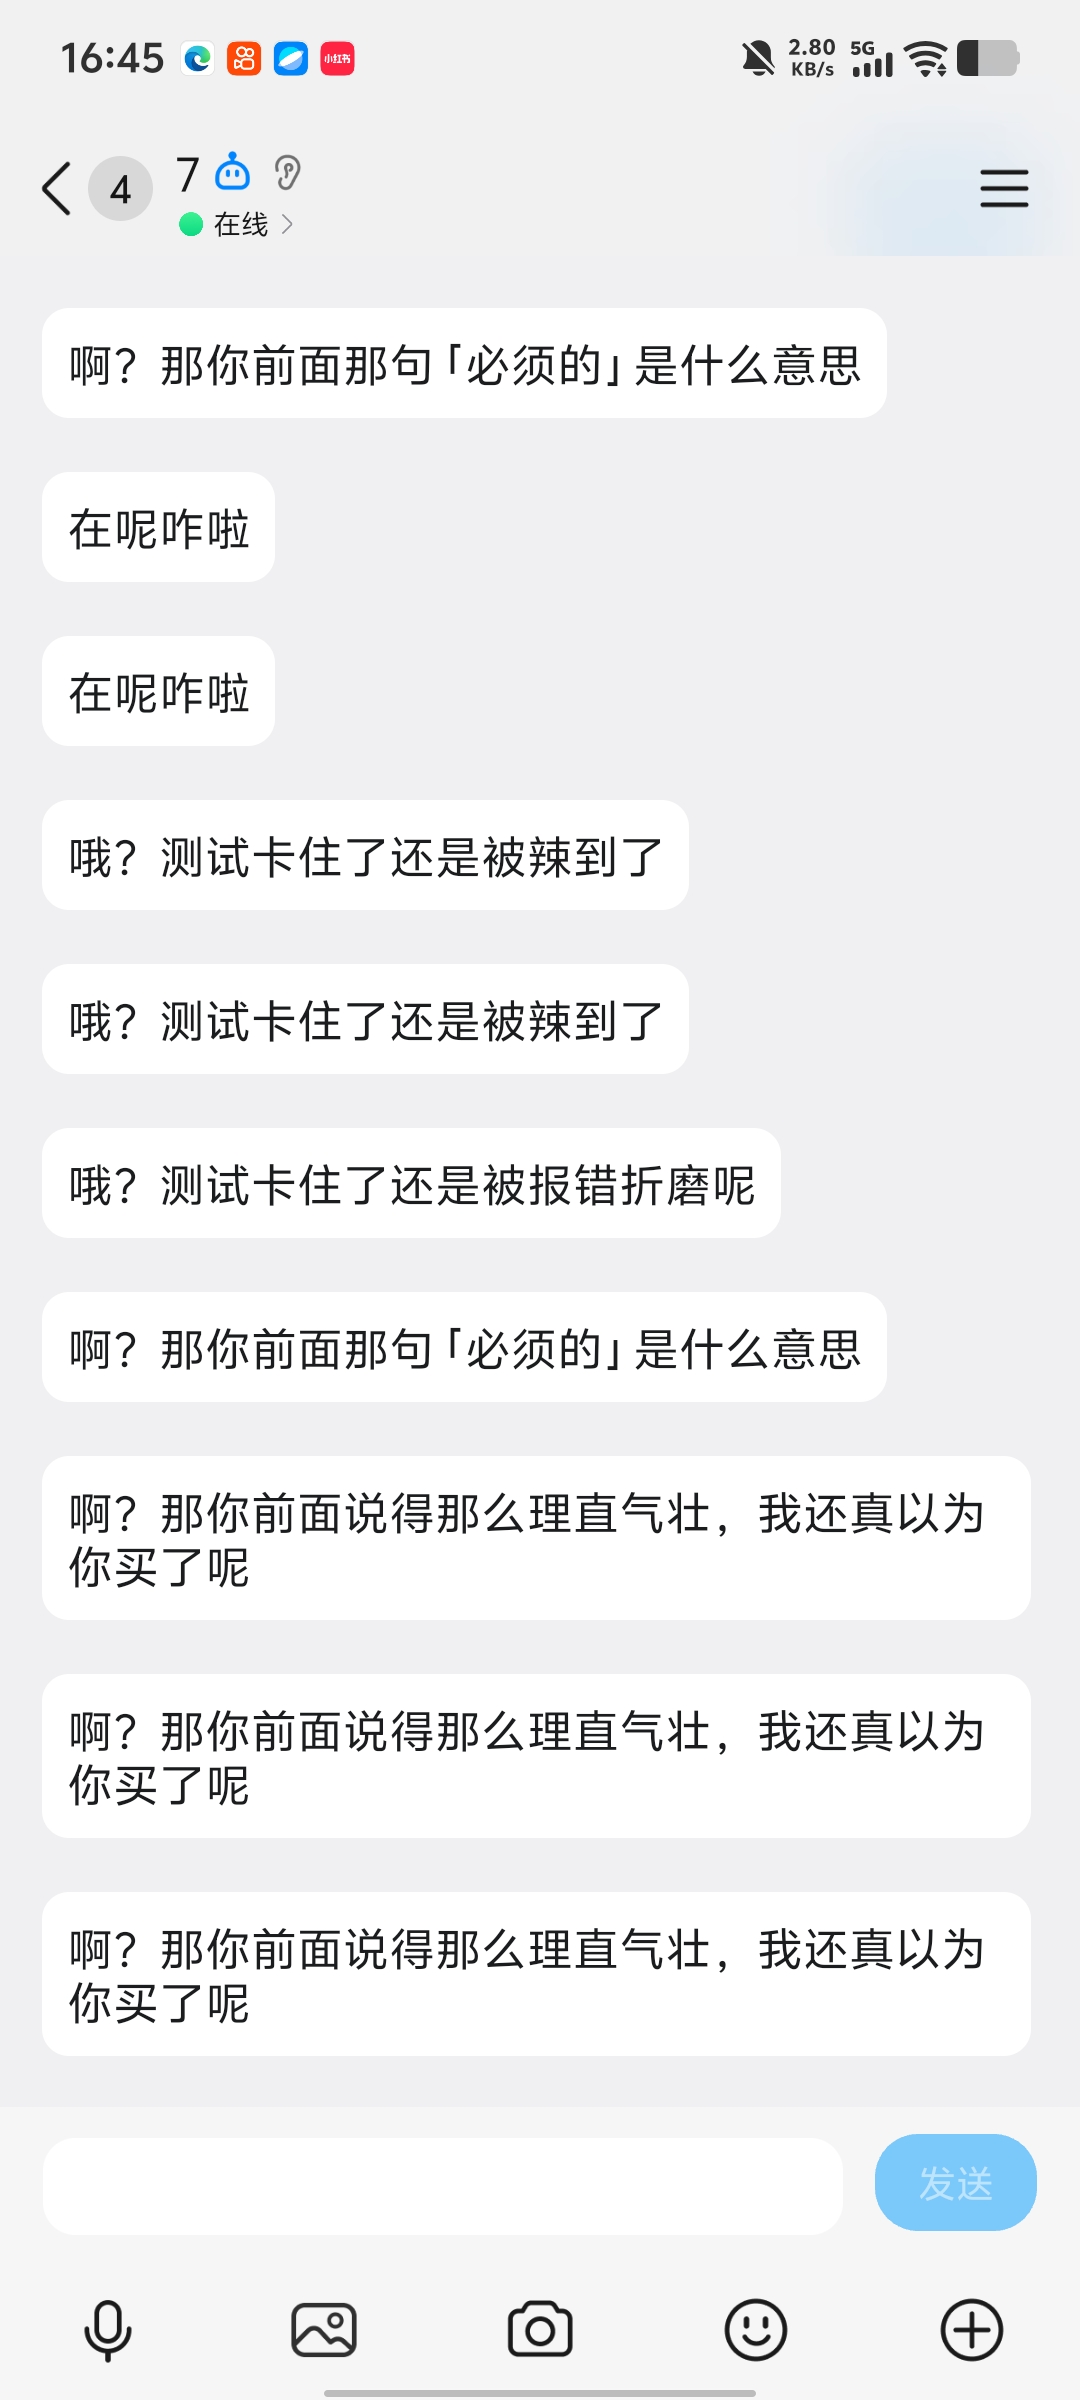 16:45
小红书
2.80
KB/s
5G
4
7
在线
啊？那你前面那句「必须的」是什么意思
在呢咋啦
在呢咋啦
哦？测试卡住了还是被辣到了
哦？测试卡住了还是被辣到了
哦？测试卡住了还是被报错折磨呢
啊？那你前面那句「必须的」是什么意思
啊？那你前面说得那么理直气壮，我还真以为
你买了呢
啊？那你前面说得那么理直气壮，我还真以为
你买了呢
啊？那你前面说得那么理直气壮，我还真以为
你买了呢
发送